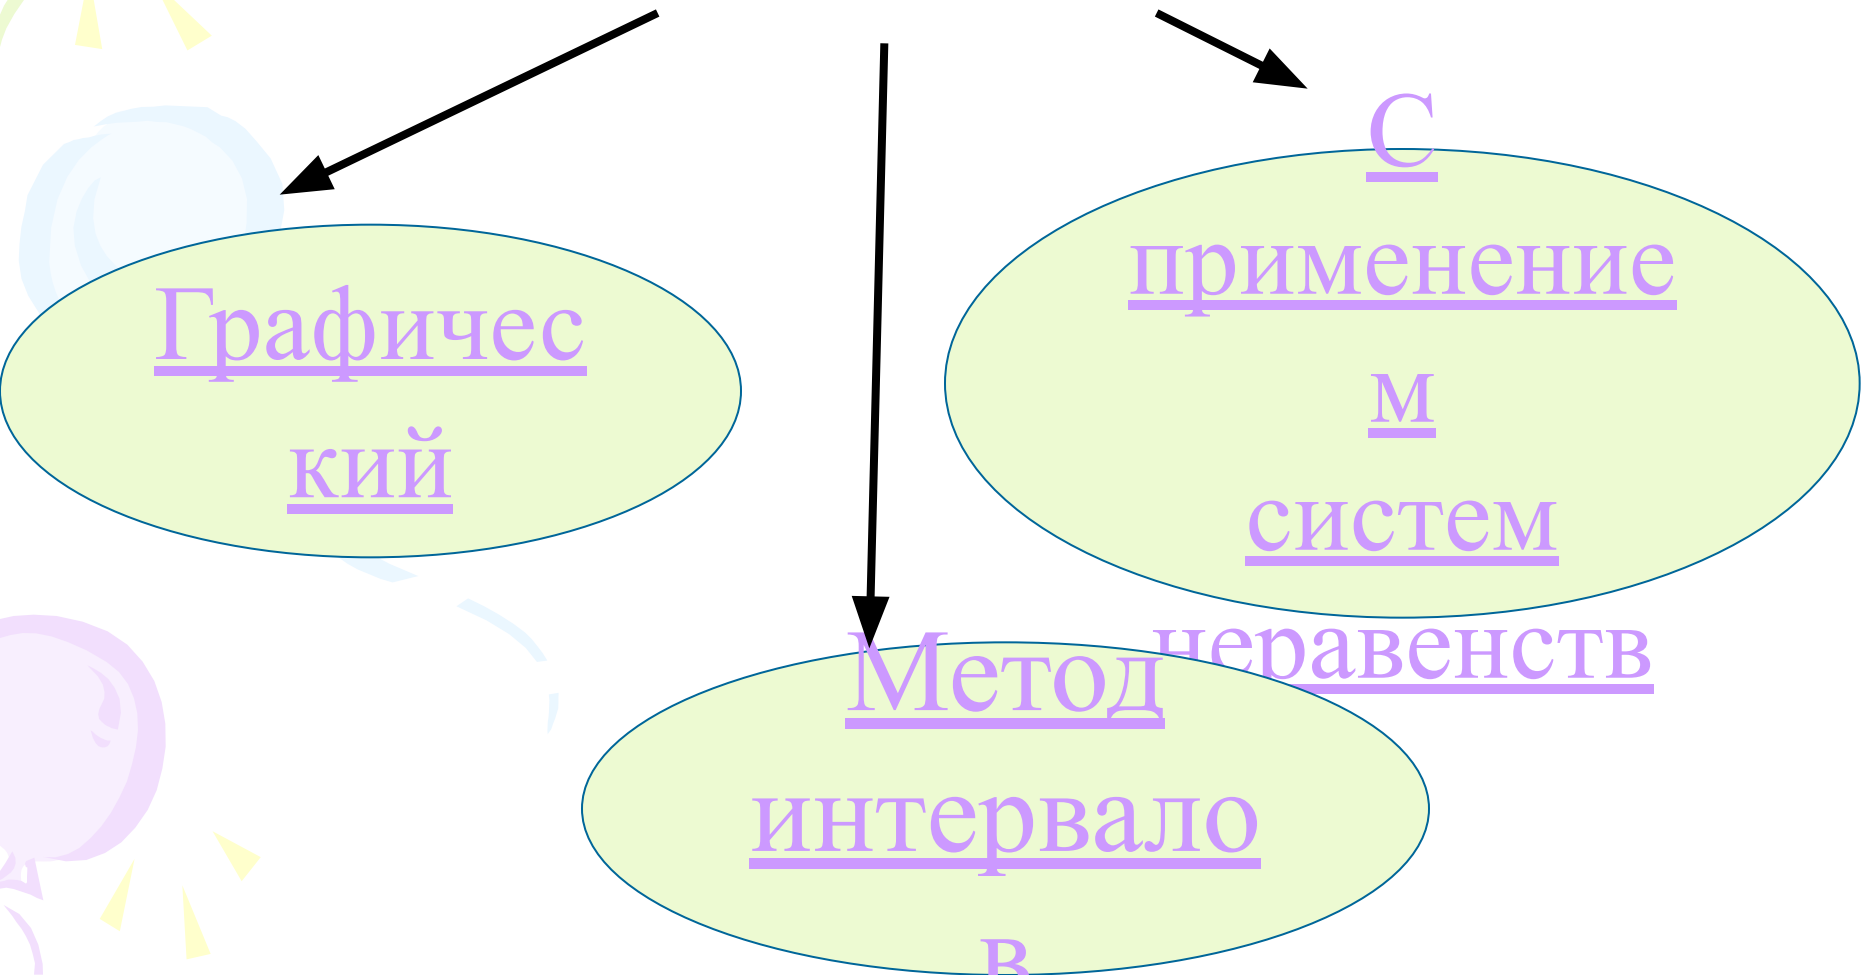 Графичес
кий
С
применение
м
систем
неравенств
Метод
интервало
в